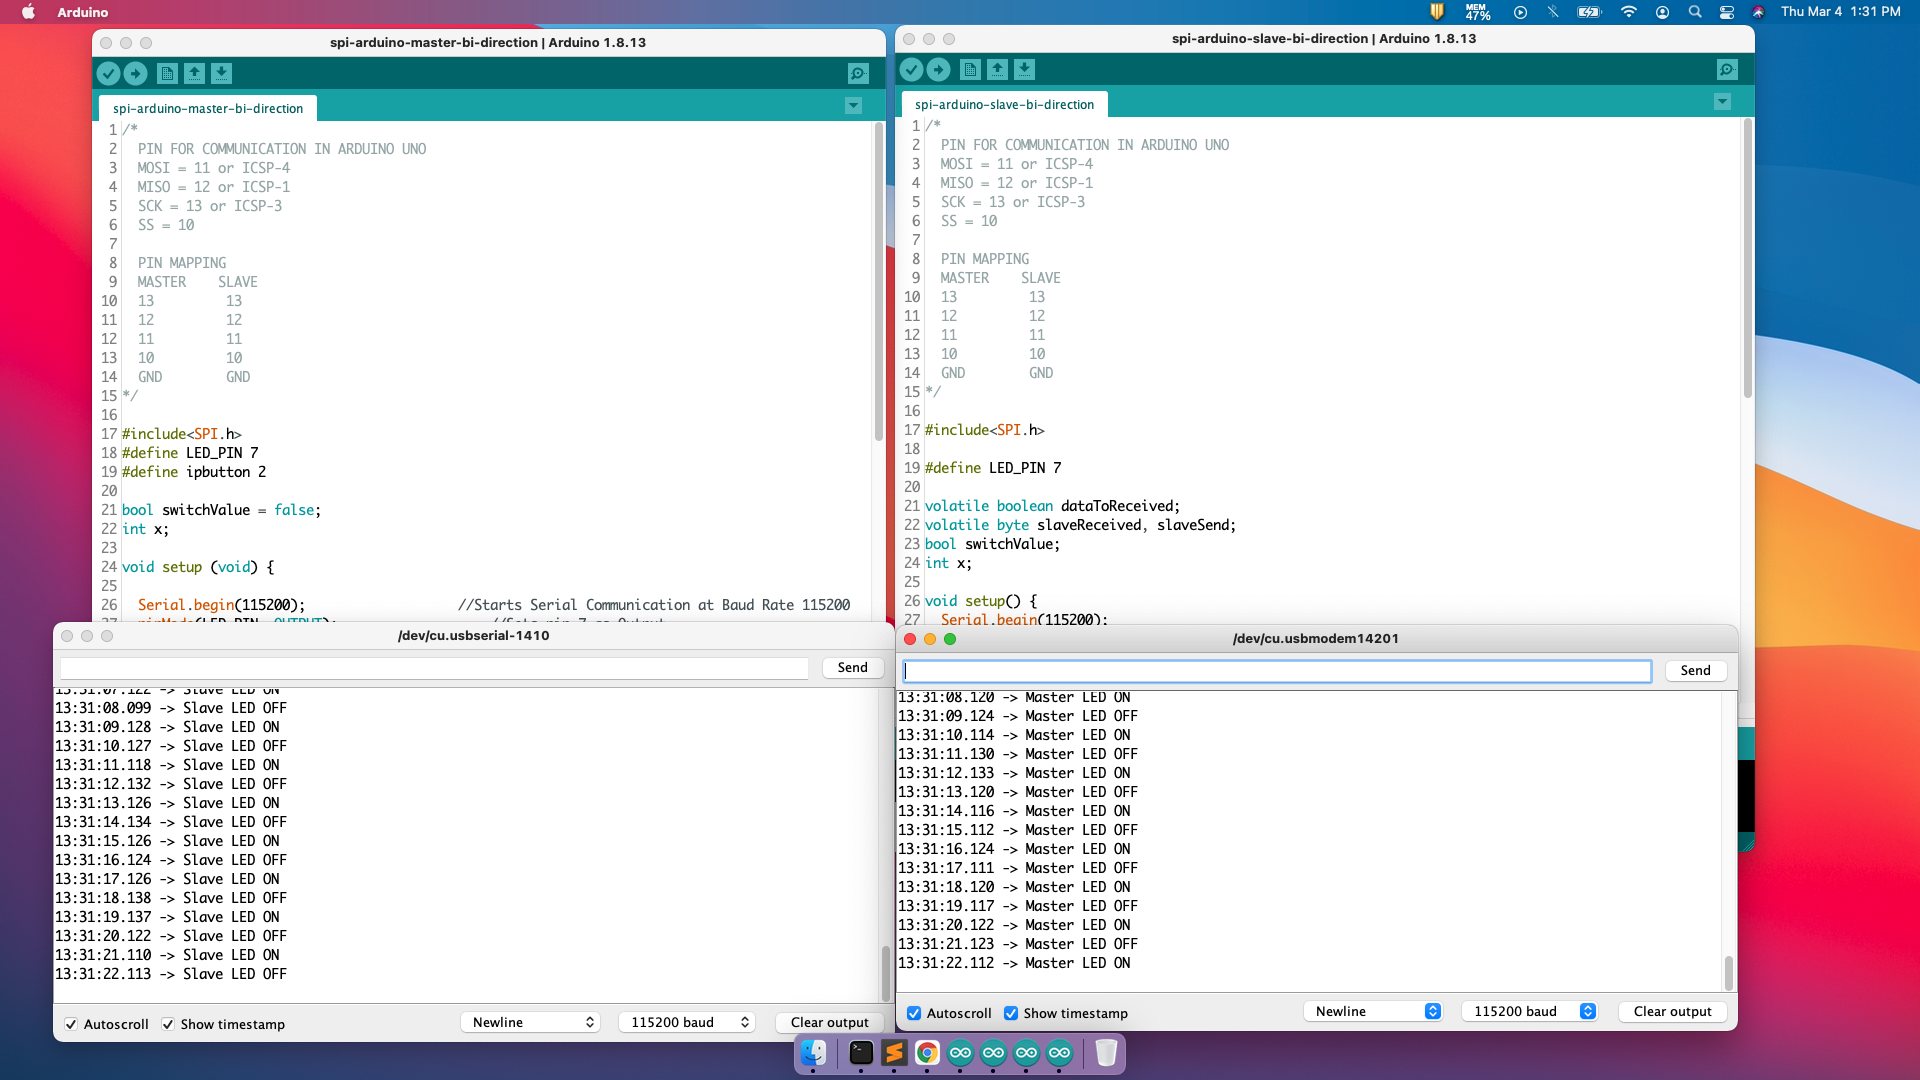 Arduino
MEM
47%
Thu Mar 4 1:31 PM
spi-arduino-master-bi-direction | Arduino 1.8.13
spi-arduino-master-bi-direction
1 /*
2 PIN FOR COMMUNICATION IN ARDUINO UNO
3 MOSI = 11 or ICSP-4
4 MISO = 12 or ICSP-1
5 SCK = 13 or ICSP-3
6 SS = 10
7
8 PIN MAPPING
9 MASTER SLAVE
10 13 13
11 12 12
12 11 11
13 10 10
14 GND GND
15 */
16
17 #include<SPI.h>
18 #define LED_PIN 7
19 #define ipbutton 2
20
21 bool switchValue = false;
22 int x;
23
24 void setup (void) {
25
26 Serial.begin(115200); //Starts Serial Communication at Baud Rate 115200
pinMode(LED_PIN, OUTPUT); //Sets pin 7 as Output
spi-arduino-slave-bi-direction | Arduino 1.8.13
spi-arduino-slave-bi-direction
1 /*
2 PIN FOR COMMUNICATION IN ARDUINO UNO
3 MOSI = 11 or ICSP-4
4 MISO = 12 or ICSP-1
5 SCK = 13 or ICSP-3
6 SS = 10
7
8 PIN MAPPING
9 MASTER SLAVE
10 13 13
11 12 12
12 11 11
13 10 10
14 GND GND
15 */
16
17 #include<SPI.h>
18
19 #define LED_PIN 7
20
21 volatile boolean dataToReceived;
22 volatile byte slaveReceived, slaveSend;
23 bool switchValue;
24 int x;
25
26 void setup() {
27 Serial.begin(115200);
/dev/cu.usbserial-1410
Send
13:31:07.122 -> Slave LED ON
13:31:08.099 -> Slave LED OFF
13:31:09.128 -> Slave LED ON
13:31:10.127 -> Slave LED OFF
13:31:11.118 -> Slave LED ON
13:31:12.132 -> Slave LED OFF
13:31:13.126 -> Slave LED ON
13:31:14.134 -> Slave LED OFF
13:31:15.126 -> Slave LED ON
13:31:16.124 -> Slave LED OFF
13:31:17.126 -> Slave LED ON
13:31:18.138 -> Slave LED OFF
13:31:19.137 -> Slave LED ON
13:31:20.122 -> Slave LED OFF
13:31:21.110 -> Slave LED ON
13:31:22.113 -> Slave LED OFF
Autoscroll Show timestamp Newline 115200 baud Clear output
/dev/cu.usbmodem14201
Send
13:31:08.120 -> Master LED ON
13:31:09.124 -> Master LED OFF
13:31:10.114 -> Master LED ON
13:31:11.130 -> Master LED OFF
13:31:12.133 -> Master LED ON
13:31:13.120 -> Master LED OFF
13:31:14.116 -> Master LED ON
13:31:15.112 -> Master LED OFF
13:31:16.124 -> Master LED ON
13:31:17.111 -> Master LED OFF
13:31:18.120 -> Master LED ON
13:31:19.117 -> Master LED OFF
13:31:20.122 -> Master LED ON
13:31:21.123 -> Master LED OFF
13:31:22.112 -> Master LED ON
Autoscroll Show timestamp Newline 115200 baud Clear output